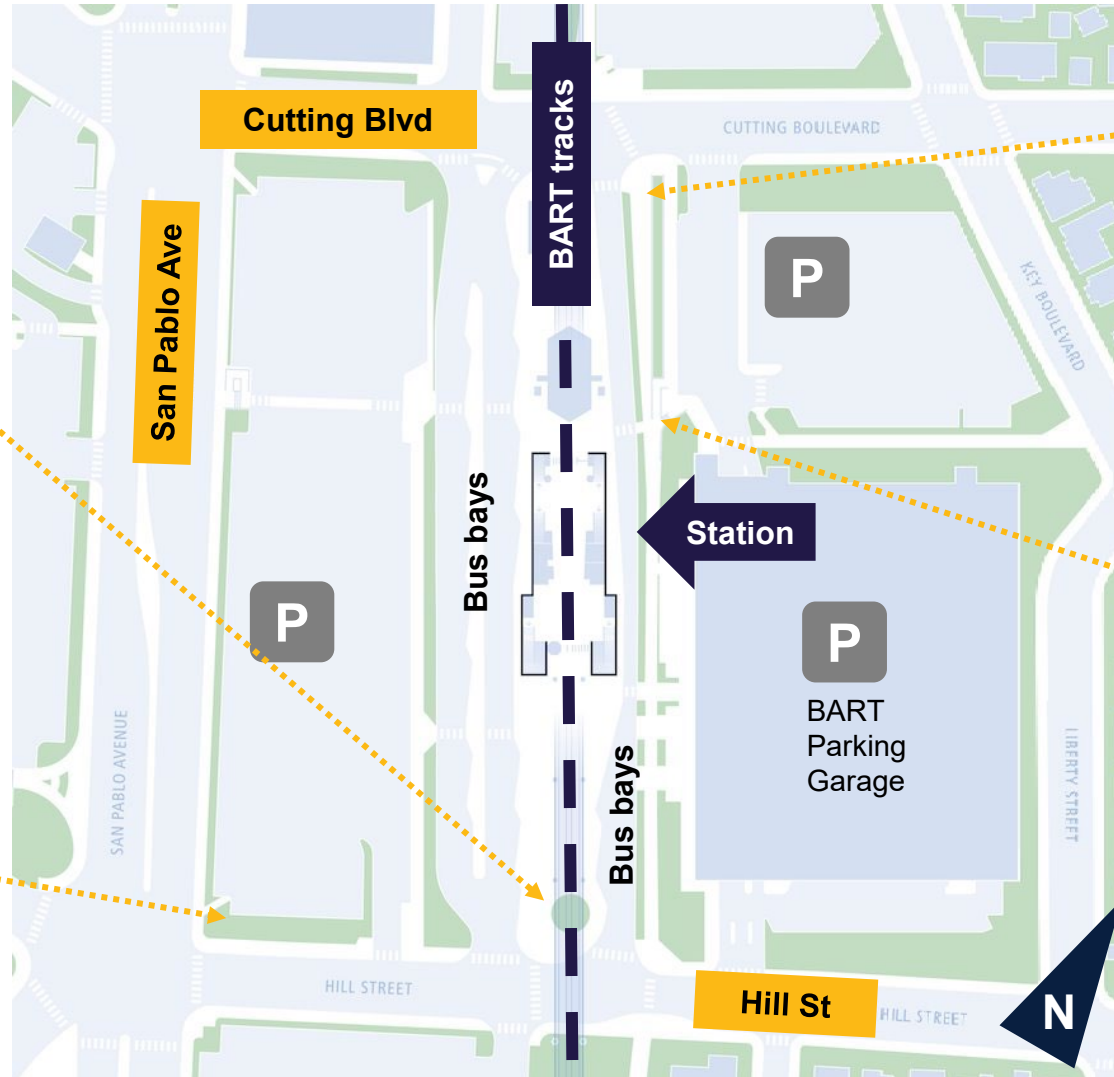 Cutting Blvd
BART tracks
CUTTING BOULEVARD
San Pablo Ave
P
KEY BOULEVARD
Bus bays
Station
P
P
BART
Parking
Garage
SAN PABLO AVENUE
LIBERTY STREET
Bus bays
HILL STREET
Hill St
HILL STREET
N